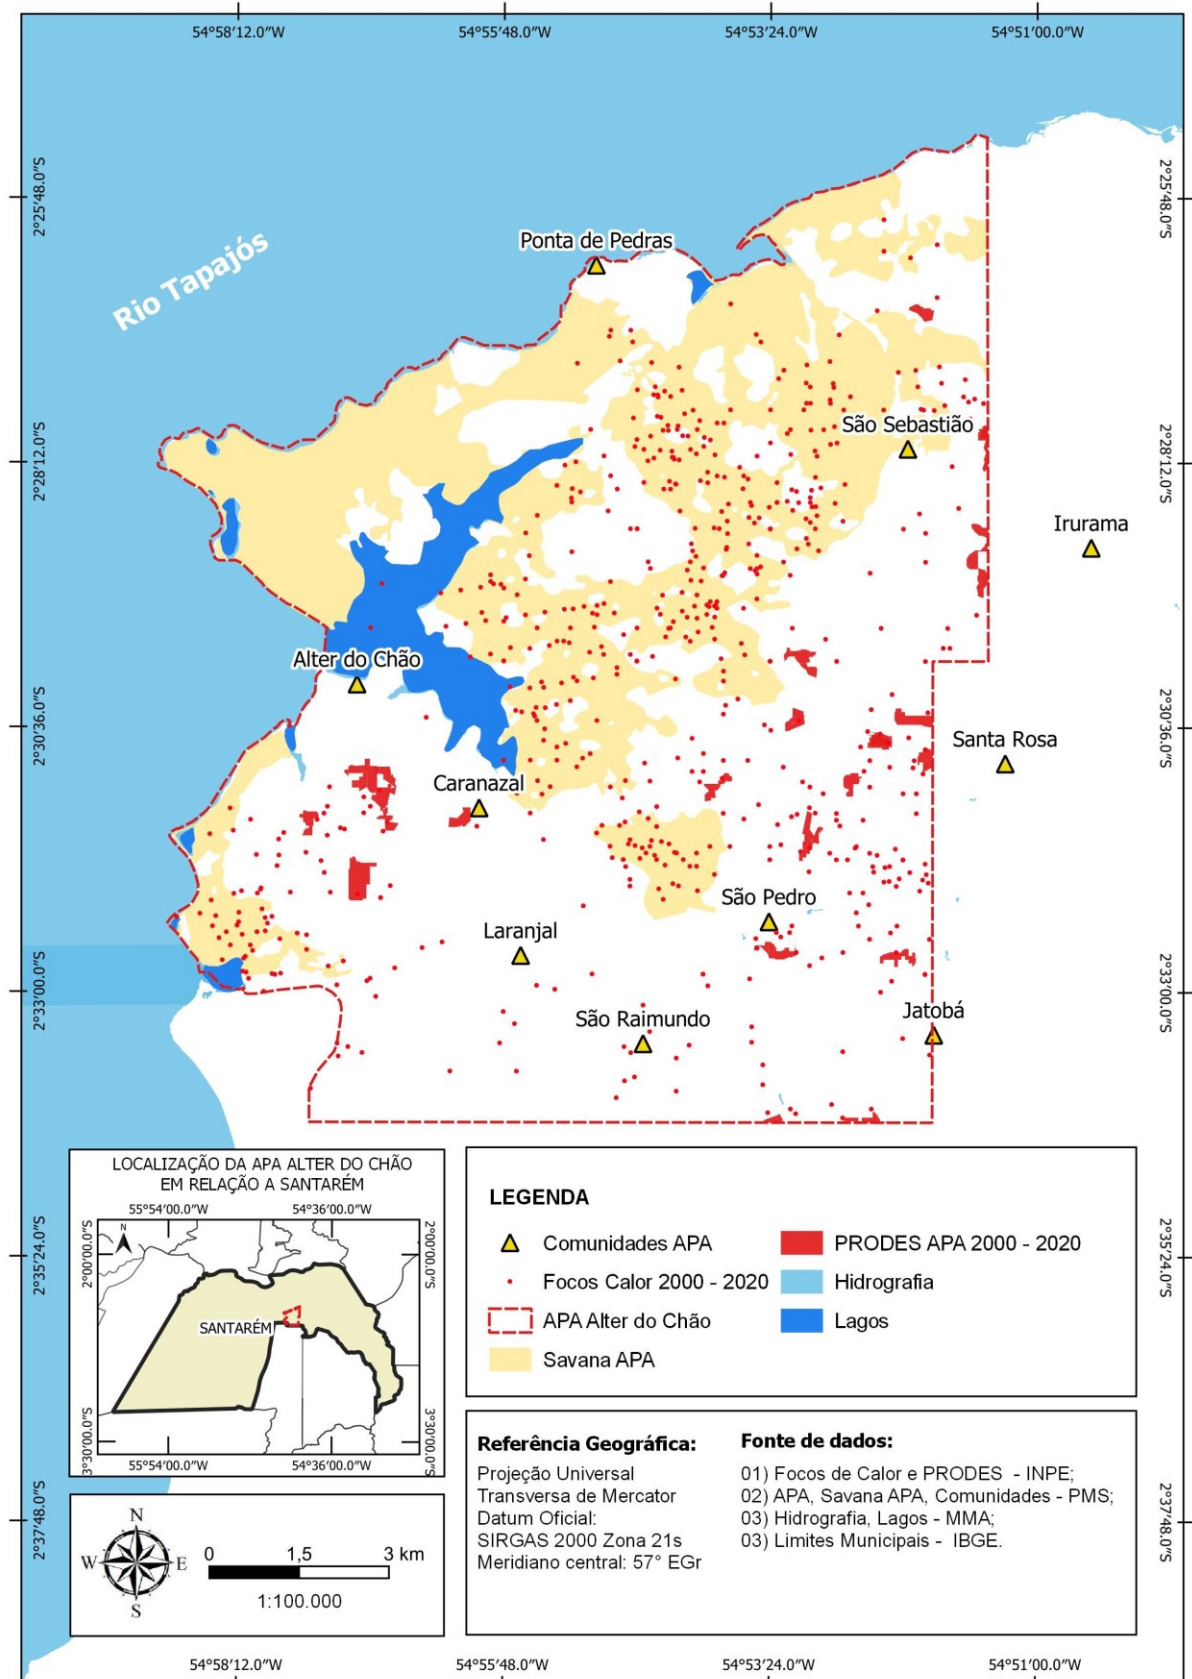 54°58'12.0"W
54°55'48.0"W
54°53'24.0"W
54°51'00.0"W
2°25'48.0"S
2°25'48.0"S
Rio Tapajós
Ponta de Pedras
São Sebastião
2°28'12.0"S
2°28'12.0"S
Irurama
Alter do Chão
2°30'36.0"S
2°30'36.0"S
Santa Rosa
Caranazal
São Pedro
Laranjal
2°33'00.0"S
2°33'00.0"S
São Raimundo
Jatobá
LOCALIZAÇÃO DA APA ALTER DO CHÃO
EM RELAÇÃO A SANTARÉM
55°54'00.0"W
54°36'00.0"W
N
2°00'00.0"S
2°00'00.0"S
SANTARÉM
3°30'00.0"S
3°30'00.0"S
55°54'00.0"W
54°36'00.0"W
2°35'24.0"S
2°35'24.0"S
LEGENDA
Comunidades APA
Focos Calor 2000 - 2020
APA Alter do Chão
Savana APA
PRODES APA 2000 - 2020
Hidrografia
Lagos
Referência Geográfica:
Projeção Universal
Transversa de Mercator
Datum Oficial:
SIRGAS 2000 Zona 21s
Meridiano central: 57° EGr
Fonte de dados:
01) Focos de Calor e PRODES - INPE;
02) APA, Savana APA, Comunidades - PMS;
03) Hidrografia, Lagos - MMA;
03) Limites Municipais - IBGE.
2°37'48.0"S
2°37'48.0"S
N
W
E
S
0
1,5
3 km
1:100.000
54°58'12.0"W
54°55'48.0"W
54°53'24.0"W
54°51'00.0"W